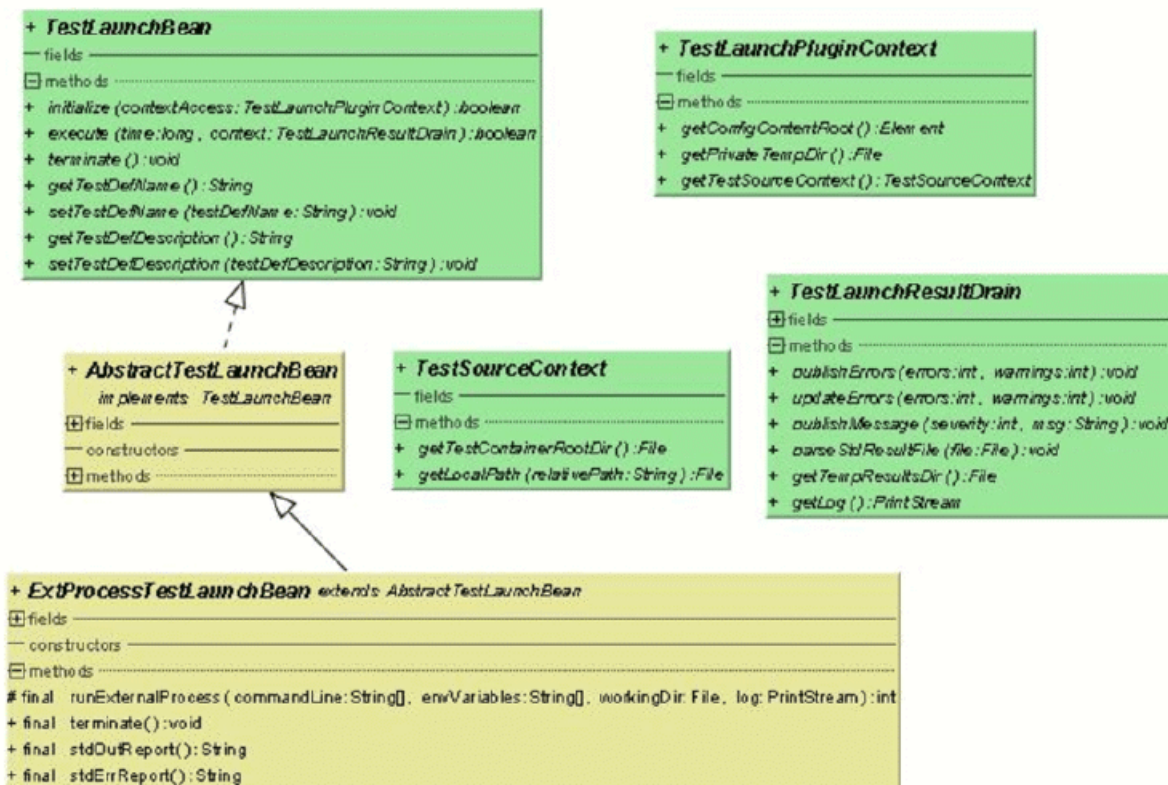 + TestLaunchBean
fields
methods
+ initialize (contextAccess: TestLaunchPluginContext) :boolean
+ execute (time:long , context: TestLaunchResultDrain) :boolean
+ terminate () :void
+ getTestDefName () : String
+ setTestDefName (testDefName: String) : void
+ getTestDefDescription () : String
+ setTestDefDescription (testDefDescription: String) : void
+ TestLaunchPluginContext
fields
methods
+ getConfigContentRoot () :Element
+ getPrivateTempDir () : File
+ getTestSourceContext () : TestSourceContext
+ TestLaunchResultDrain
fields
methods
+ publishErrors (errors:int , warnings:int) :void
+ updateErrors (errors:int , warnings:int) :void
+ publishMessage (severity:int , msg: String) : void
+ parseStdResultFile (file: File) : void
+ getTempResultsDir () : File
+ getLog () : PrintStream
+ AbstractTestLaunchBean
implements TestLaunchBean
fields
constructors
methods
+ TestSourceContext
fields
methods
+ getTestContainerRootDir () : File
+ getLocalPath (relativePath: String) : File
+ ExtProcessTestLaunchBean extends AbstractTestLaunchBean
fields
constructors
methods
# final runExternalProcess ( commandLine: String[] , envVariables: String[] , workingDir: File , log: PrintStream ) : int
+ final terminate() : void
+ final stdOutReport() : String
+ final stdErrReport() : String